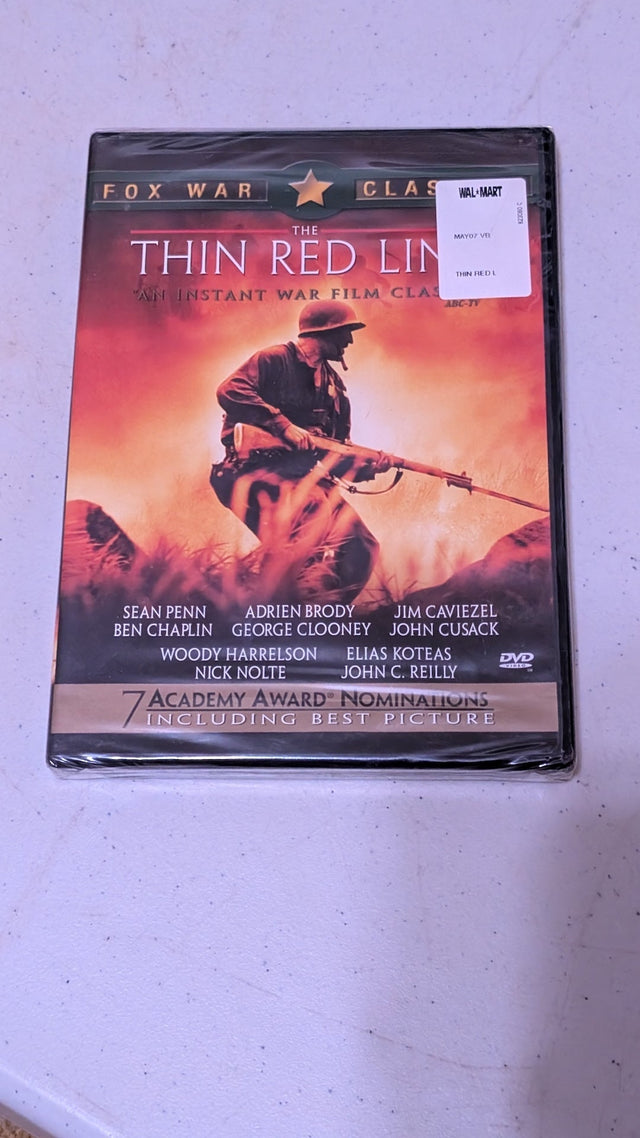 FOX WAR CLAS
WAL★MART
MAY07 VEL
THIN RED L
THE
THIN RED LIN
"AN INSTANT WAR FILM CLAS
ABC-TV
SEAN PENN ADRIEN BRODY JIM CAVIEZEL
BEN CHAPLIN GEORGE CLOONEY JOHN CUSACK
WOODY HARRELSON ELIAS KOTEAS
NICK NOLTE JOHN C. REILLY
DVD
VIDEO
7 ACADEMY AWARD® NOMINATIONS
INCLUDING BEST PICTURE